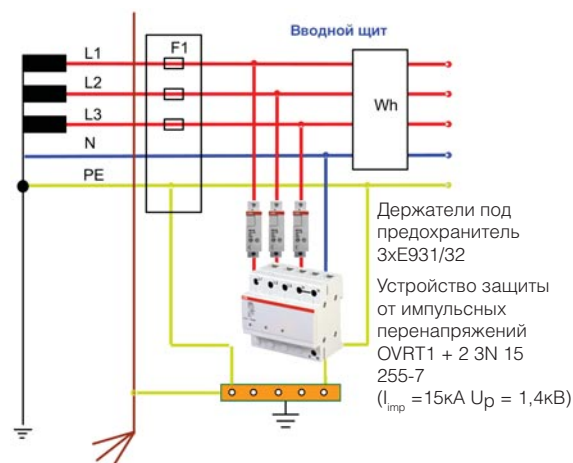 Вводной щит
F1
L1
L2
L3
N
PE
Wh
Держатели под
предохранитель
3xE931/32
Устройство защиты
от импульсных
перенапряжений
OVRT1 + 2 3N 15
255-7
(Iimp =15кА Up = 1,4кВ)